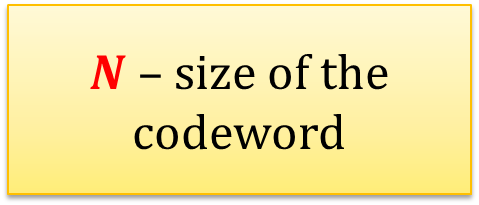 N – size of the
codeword